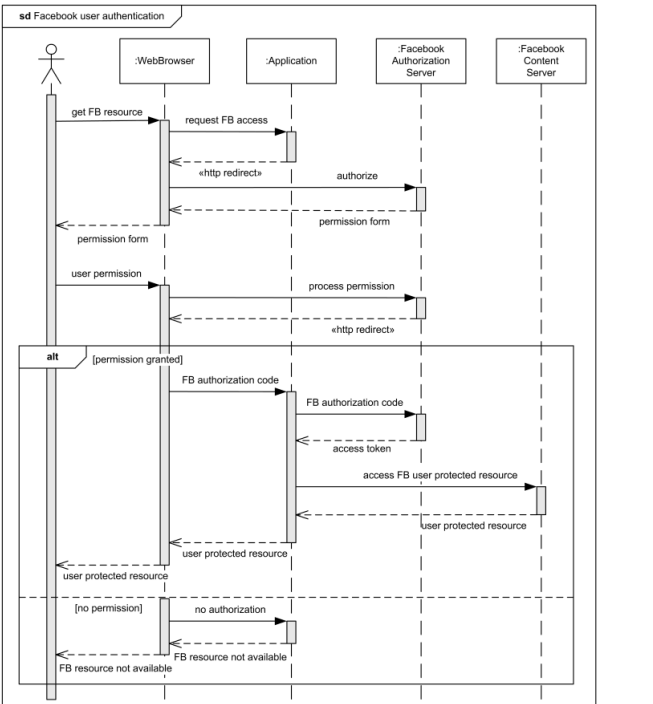 sd Facebook user authentication
:WebBrowser
:Application
:Facebook
Authorization
Server
:Facebook
Content
Server
get FB resource
request FB access
«http redirect»
authorize
permission form
permission form
user permission
process permission
«http redirect»
alt
[permission granted]
FB authorization code
FB authorization code
access token
access FB user protected resource
user protected resource
user protected resource
user protected resource
[no permission]
no authorization
FB resource not available
FB resource not available